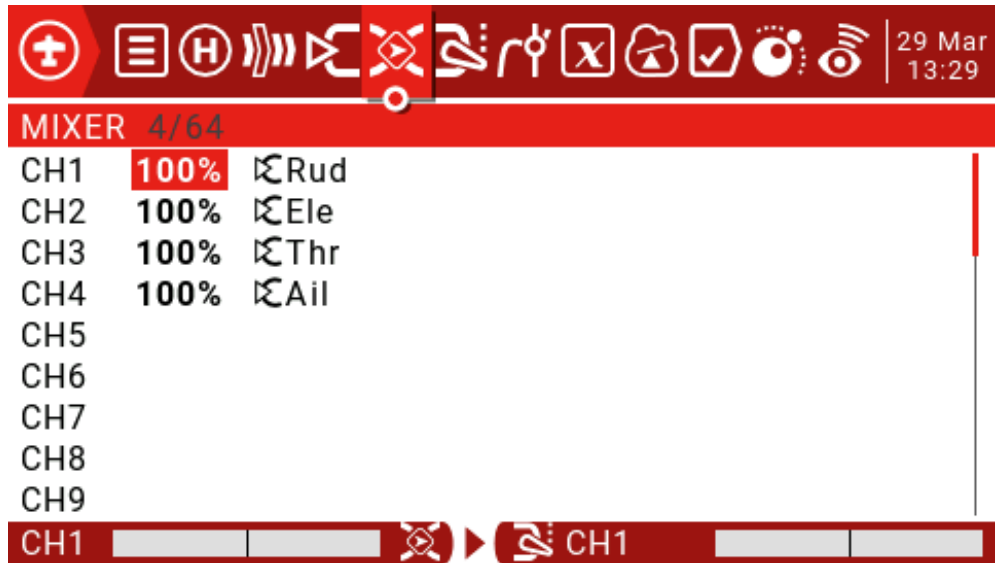 29 Mar
13:29
MIXER 4/64
CH1 100% Rud
CH2 100% Ele
CH3 100% Thr
CH4 100% Ail
CH5
CH6
CH7
CH8
CH9
CH1 CH1